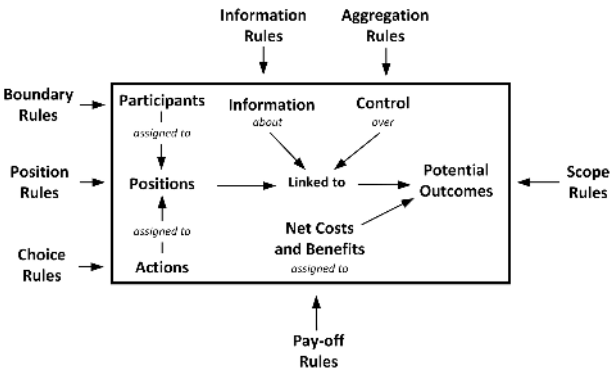 Information
Rules
Aggregation
Rules
Boundary
Rules
Participants
assigned to
Information
about
Control
over
Position
Rules
Positions
Linked to
Potential
Outcomes
Scope
Rules
assigned to
Net Costs
and Benefits
assigned to
Choice
Rules
Actions
Pay-off
Rules